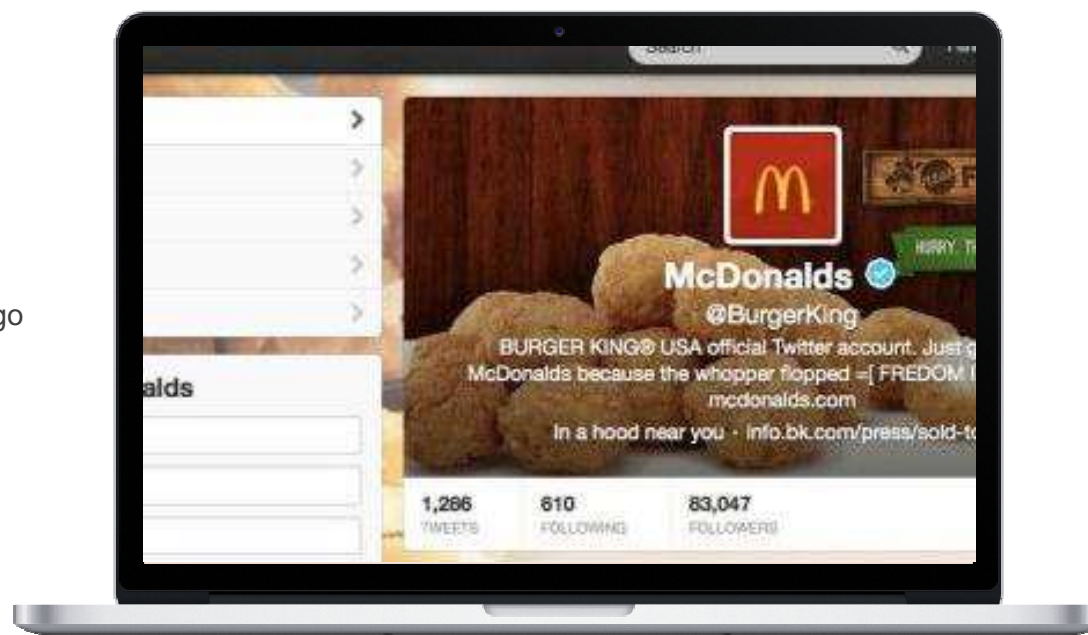 Search
go
McDonalds
@BurgerKing
HURRY
BURGER KING® USA official Twitter account. Just
McDonalds because the whopper flopped =[ FREDOM
mcdonalds.com
In a hood near you · info.bk.com/press/sold-to
alds
1,286
TWEETS
610
FOLLOWING
83,047
FOLLOWERS